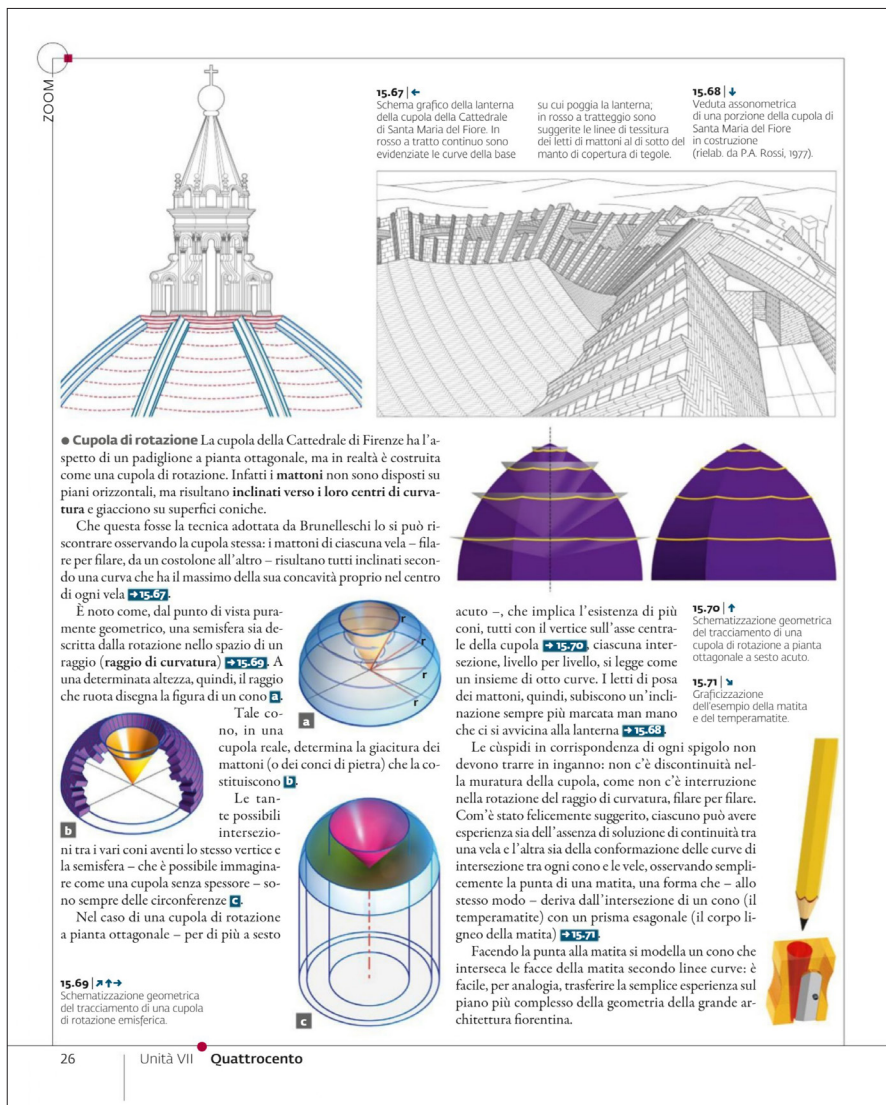 ZOOM
15.67 | ←
Schema grafico della lanterna
della cupola della Cattedrale
di Santa Maria del Fiore. In
rosso a tratto continuo sono
evidenziate le curve della base
su cui poggia la lanterna;
in rosso a tratteggio sono
suggerite le linee di tessitura
dei letti di mattoni al di sotto del
manto di copertura di tegole.
15.68 | ↓
Veduta assonometrica
di una porzione della cupola di
Santa Maria del Fiore
in costruzione
(rielab. da P.A. Rossi, 1977).
● Cupola di rotazione La cupola della Cattedrale di Firenze ha l'a-
spetto di un padiglione a pianta ottagonale, ma in realtà è costruita
come una cupola di rotazione. Infatti i mattoni non sono disposti su
piani orizzontali, ma risultano inclinati verso i loro centri di curva-
tura e giacciono su superfici coniche.
Che questa fosse la tecnica adottata da Brunelleschi lo si può ri-
scontrare osservando la cupola stessa: i mattoni di ciascuna vela – fila-
re per filare, da un costolone all'altro – risultano tutti inclinati secon-
do una curva che ha il massimo della sua concavità proprio nel centro
di ogni vela →15.67.
È noto come, dal punto di vista pura-
mente geometrico, una semisfera sia de-
scritta dalla rotazione nello spazio di un
raggio (raggio di curvatura) →15.69. A
una determinata altezza, quindi, il raggio
che ruota disegna la figura di un cono a.
Tale co-
no, in una
cupola reale, determina la giacitura dei
mattoni (o dei conci di pietra) che la co-
stituiscono b.
Le tan-
te possibili
intersezio-
ni tra i vari coni aventi lo stesso vertice e
la semisfera – che è possibile immagina-
re come una cupola senza spessore – so-
no sempre delle circonferenze c.
Nel caso di una cupola di rotazione
a pianta ottagonale – per di più a sesto
r
r
r
r
a
b
c
15.69 | ↗↑→
Schematizzazione geometrica
del tracciamento di una cupola
di rotazione emisferica.
acuto –, che implica l'esistenza di più
coni, tutti con il vertice sull'asse centra-
le della cupola →15.70, ciascuna inter-
sezione, livello per livello, si legge come
un insieme di otto curve. I letti di posa
dei mattoni, quindi, subiscono un'incli-
nazione sempre più marcata man mano
che ci si avvicina alla lanterna →15.68.
Le cùspidi in corrispondenza di ogni spigolo non
devono trarre in inganno: non c'è discontinuità nel-
la muratura della cupola, come non c'è interruzione
nella rotazione del raggio di curvatura, filare per filare.
Com'è stato felicemente suggerito, ciascuno può avere
esperienza sia dell'assenza di soluzione di continuità tra
una vela e l'altra sia della conformazione delle curve di
intersezione tra ogni cono e le vele, osservando sempli-
cemente la punta di una matita, una forma che – allo
stesso modo – deriva dall'intersezione di un cono (il
temperamatite) con un prisma esagonale (il corpo li-
gneo della matita) →15.71.
Facendo la punta alla matita si modella un cono che
interseca le facce della matita secondo linee curve: è
facile, per analogia, trasferire la semplice esperienza sul
piano più complesso della geometria della grande ar-
chitettura fiorentina.
15.70 | ↑
Schematizzazione geometrica
del tracciamento di una
cupola di rotazione a pianta
ottagonale a sesto acuto.
15.71 | ↘
Graficizzazione
dell'esempio della matita
e del temperamatite.
26
Unità VII Quattrocento